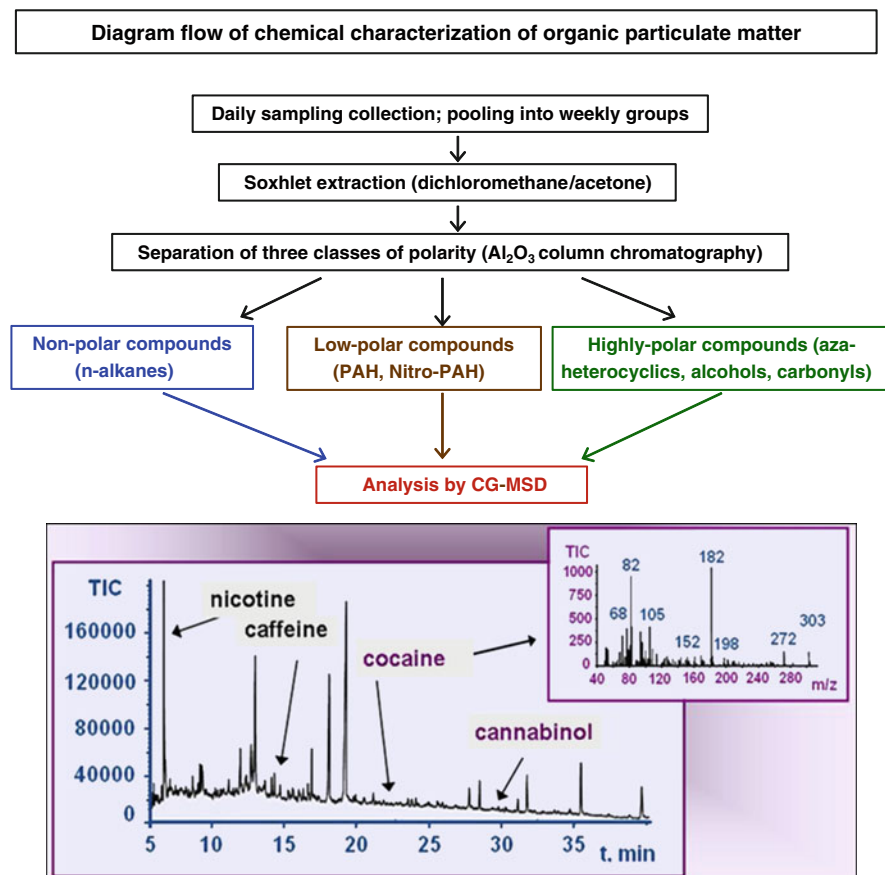 Diagram flow of chemical characterization of organic particulate matter
Daily sampling collection; pooling into weekly groups
Soxhlet extraction (dichloromethane/acetone)
Separation of three classes of polarity (Al₂O₃ column chromatography)
Non-polar compounds
(n-alkanes)
Low-polar compounds
(PAH, Nitro-PAH)
Highly-polar compounds (aza-
heterocyclics, alcohols, carbonyls)
Analysis by CG-MSD
TIC
160000
120000
80000
40000
0
5 10 15 20 25 30 35
t. min
nicotine
caffeine
cocaine
cannabinol
TIC
1000
750
500
250
0
40 80 120 160 200 240 280 m/z
68
82
105
152
182
198
272
303